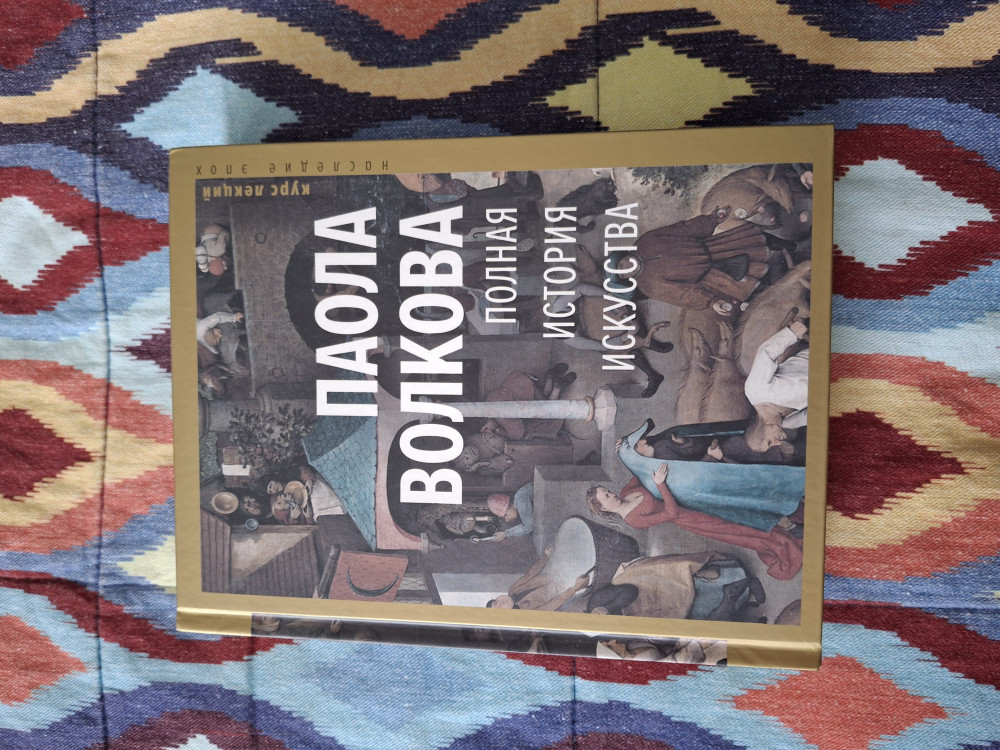 наследие эпох
курс лекций
ПАОЛА
ВОЛКОВА
ПОЛНАЯ
ИСТОРИЯ
ИСКУССТВА